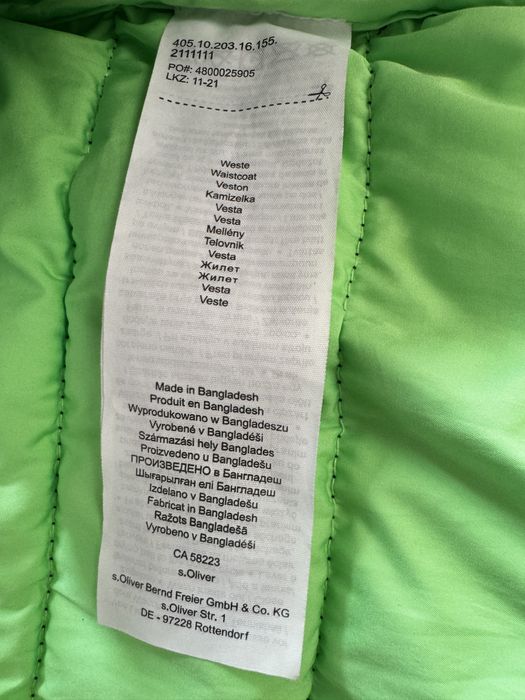 405.10.203.16.155.
2111111
PO#: 4800025905
LKZ: 11-21
Weste
Waistcoat
Veston
Kamizelka
Vesta
Vesta
Mellény
Telovnik
Vesta
Жилет
Жилет
Vesta
Veste
Made in Bangladesh
Produit en Bangladesh
Wyprodukowano w Bangladeszu
Vyrobené v Bangladéši
Származási hely Banglades
Proizvedeno u Bangladešu
ПРОИЗВЕДЕНО в Бангладеш
Шығарылған елі Бангладеш
Izdelano v Bangladešu
Fabricat in Bangladesh
Ražots Bangladešā
Vyrobeno v Bangladéši
CA 58223
s.Oliver
s.Oliver Bernd Freier GmbH & Co. KG
s.Oliver Str. 1
DE - 97228 Rottendorf